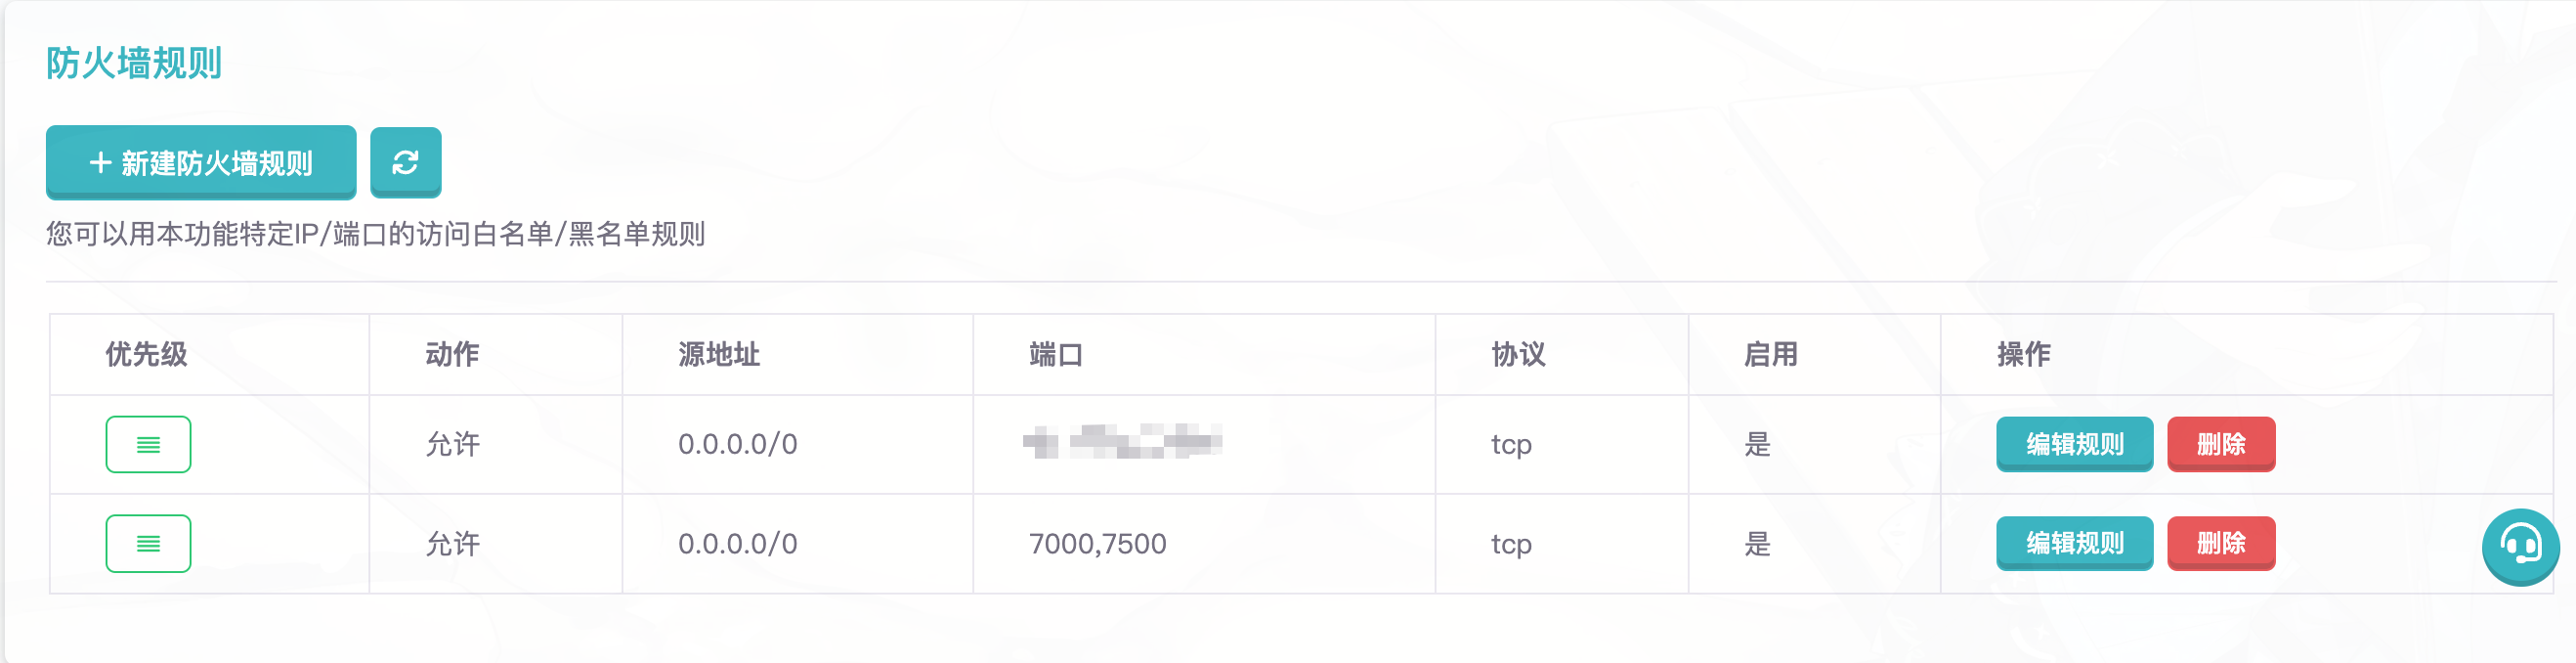 防火墙规则
+ 新建防火墙规则
您可以用本功能特定IP/端口的访问白名单/黑名单规则
优先级 动作 源地址 端口 协议 启用 操作
允许 0.0.0.0/0 tcp 是 编辑规则 删除
允许 0.0.0.0/0 7000,7500 tcp 是 编辑规则 删除